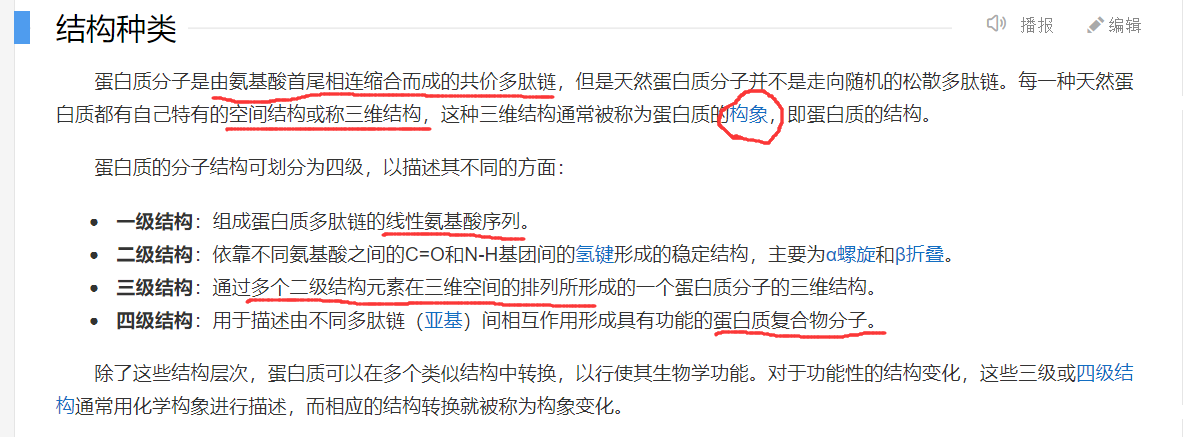 结构种类
播报
编辑
蛋白质分子是由氨基酸首尾相连缩合而成的共价多肽链，但是天然蛋白质分子并不是走向随机的松散多肽链。每一种天然蛋
白质都有自己特有的空间结构或称三维结构，这种三维结构通常被称为蛋白质的构象，即蛋白质的结构。
蛋白质的分子结构可划分为四级，以描述其不同的方面：
• 一级结构：组成蛋白质多肽链的线性氨基酸序列。
• 二级结构：依靠不同氨基酸之间的C=O和N-H基团间的氢键形成的稳定结构，主要为α螺旋和β折叠。
• 三级结构：通过多个二级结构元素在三维空间的排列所形成的一个蛋白质分子的三维结构。
• 四级结构：用于描述由不同多肽链（亚基）间相互作用形成具有功能的蛋白质复合物分子。
除了这些结构层次，蛋白质可以在多个类似结构中转换，以行使其生物学功能。对于功能性的结构变化，这些三级或四级结
构通常用化学构象进行描述，而相应的结构转换就被称为构象变化。